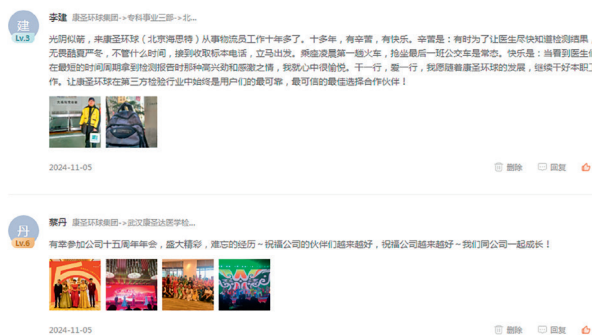 建
Lv.3
李建 康圣环球集团->专科事业三部->北...
光阴似箭，来康圣环球（北京海思特）从事物流员工作十年多了。十多年，有辛苦，有快乐。辛苦是：有时为了让医生尽快知道检测结果，
无畏酷夏严冬，不管什么时间，接到收取标本电话，立马出发。乘座凌晨第一趟火车，抢坐最后一班公交车是常态。快乐是：当看到医生们
在最短的时间周期拿到检测报告时那种高兴劲和感激之情，我就心中很愉悦。干一行，爱一行，我愿随着康圣环球的发展，继续干好本职工
作。让康圣环球在第三方检验行业中始终是用户们的最可靠，最可信的最佳选择合作伙伴！
2024-11-05 删除 回复
丹
Lv.6
黎丹 康圣环球集团->武汉康圣达医学检...
有幸参加公司十五周年年会，盛大精彩，难忘的经历～祝福公司的伙伴们越来越好，祝福公司越来越好～我们同公司一起成长！
2024-11-05 删除 回复